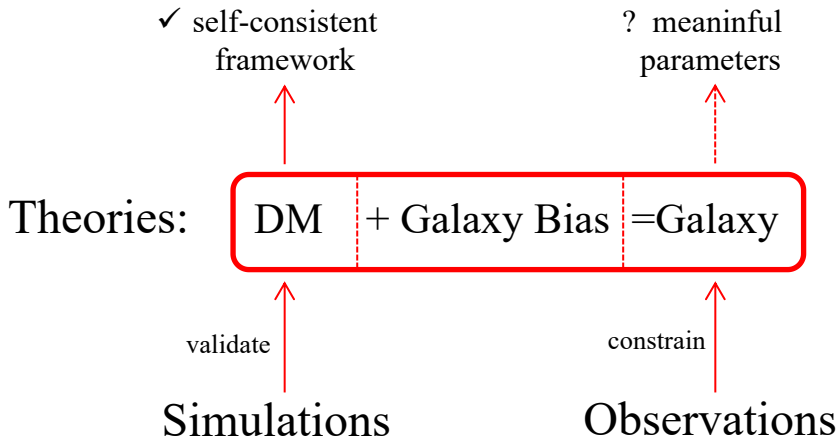 ✓ self-consistent
framework
? meaninful
parameters
Theories: DM + Galaxy Bias =Galaxy
validate
constrain
Simulations
Observations